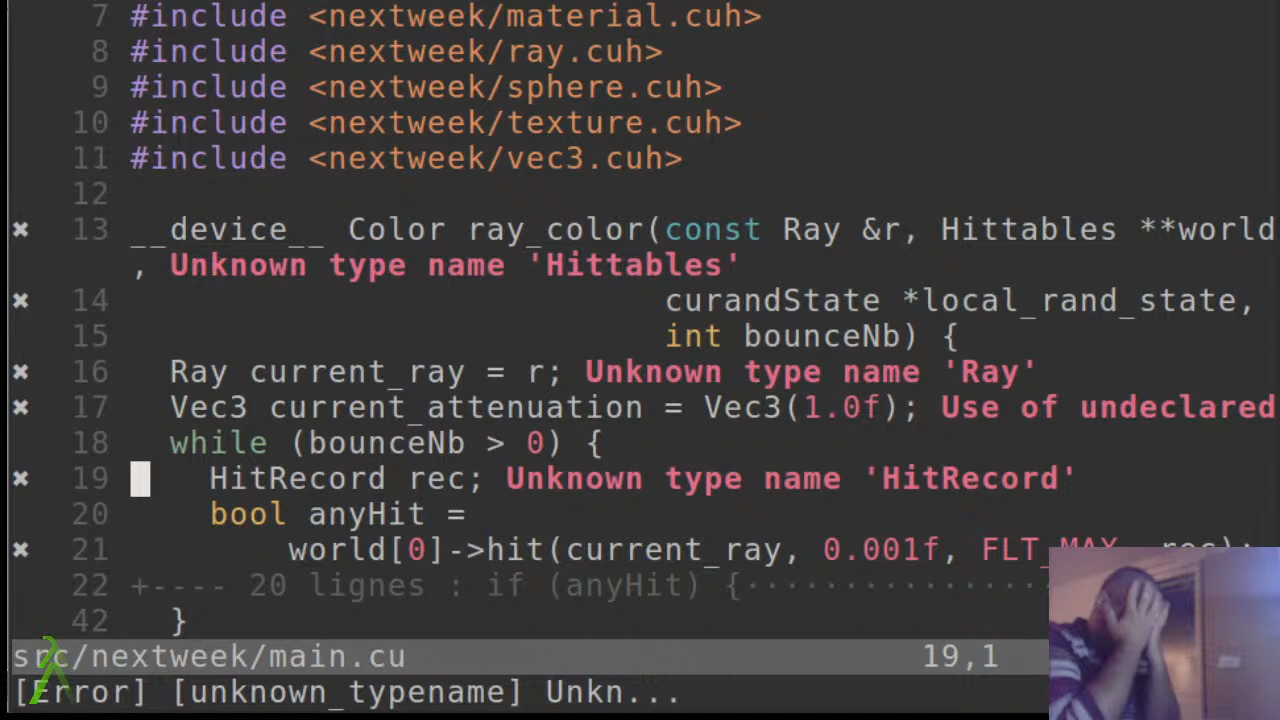 7 #include <nextweek/material.cuh>
8 #include <nextweek/ray.cuh>
9 #include <nextweek/sphere.cuh>
10 #include <nextweek/texture.cuh>
11 #include <nextweek/vec3.cuh>
12
✖ 13 __device__ Color ray_color(const Ray &r, Hittables **world
, Unknown type name 'Hittables'
✖ 14 curandState *local_rand_state,
15 int bounceNb) {
✖ 16 Ray current_ray = r; Unknown type name 'Ray'
✖ 17 Vec3 current_attenuation = Vec3(1.0f); Use of undeclared
18 while (bounceNb > 0) {
✖ 19 HitRecord rec; Unknown type name 'HitRecord'
20 bool anyHit =
✖ 21 world[0]->hit(current_ray, 0.001f, FLT_MAX, rec);
22 +---- 20 lignes : if (anyHit) {················
42 }
src/nextweek/main.cu 19,1
[Error] [unknown_typename] Unkn...